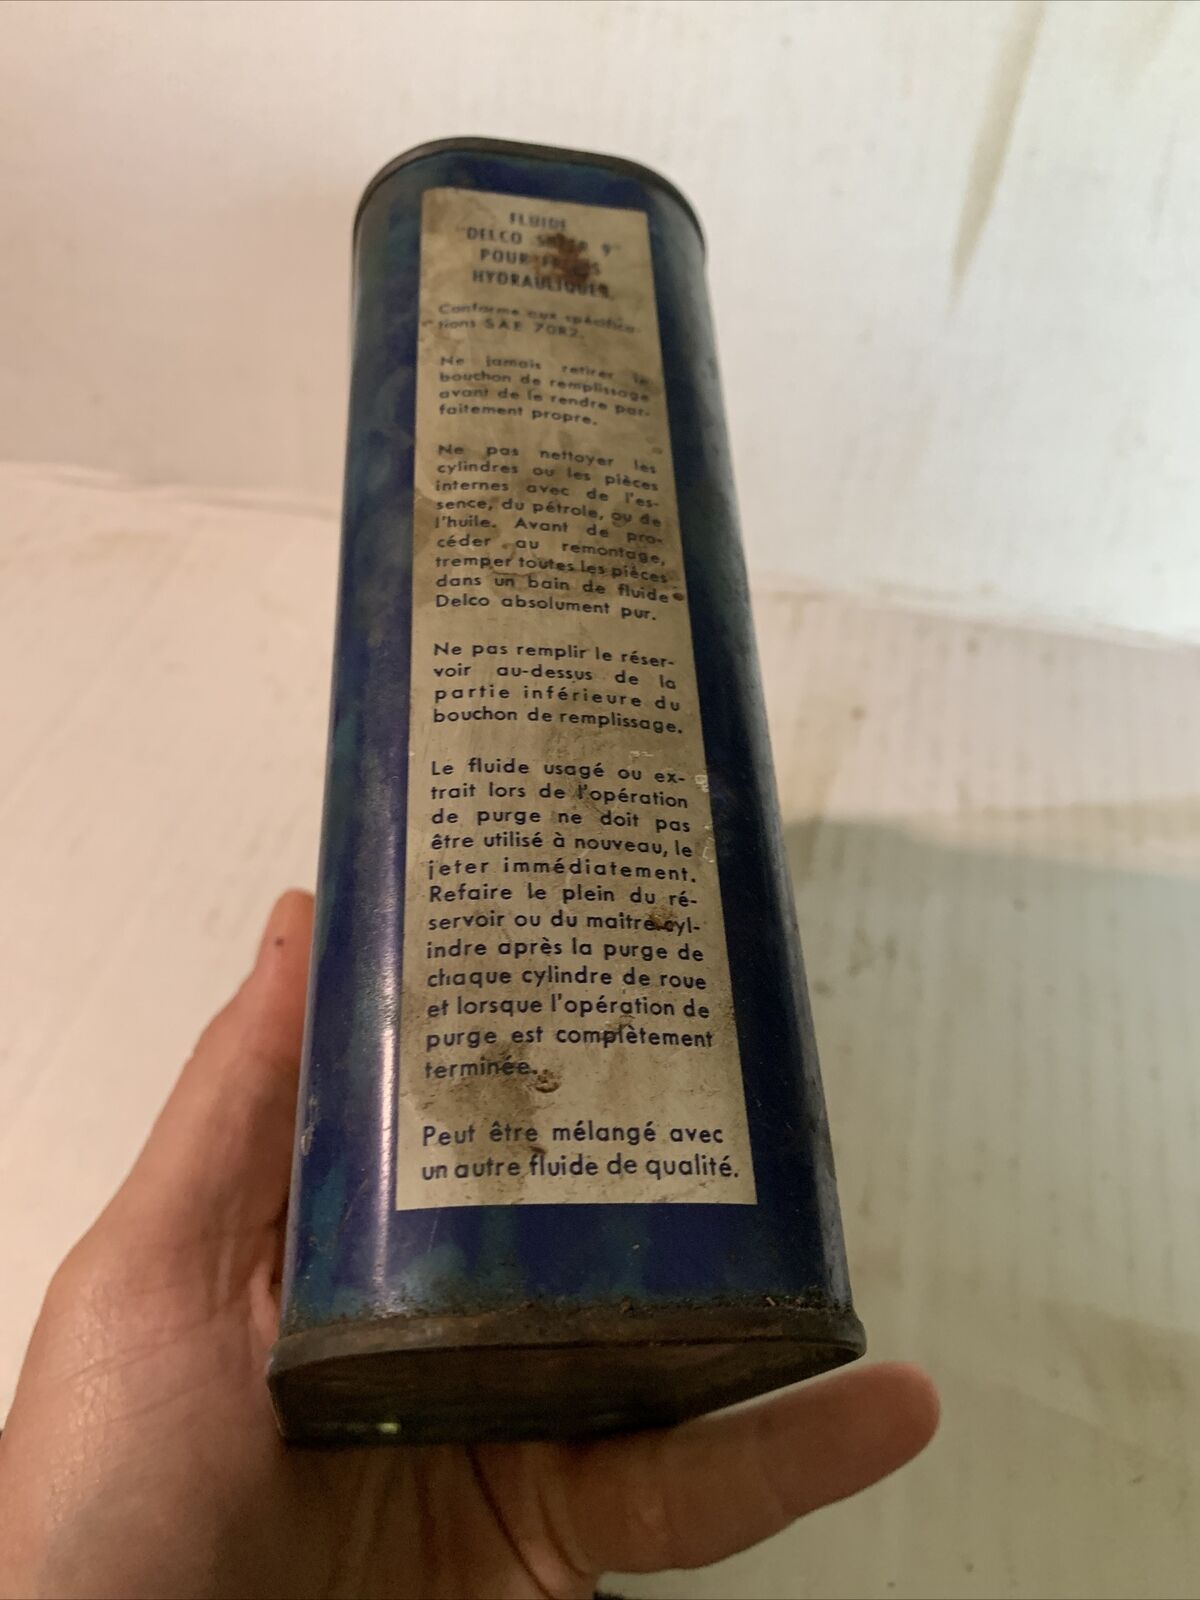 FLUIDE
"DELCO SUPER 9"
POUR FREINS
HYDRAULIQUES.
Conforme aux spécifica-
tions SAE 70R2.
Ne jamais retirer le
bouchon de remplissage
avant de le rendre par-
faitement propre.
Ne pas nettoyer les
cylindres ou les pièces
internes avec de l'es-
sence, du pétrole, ou de
l'huile. Avant de pro-
céder au remontage,
tremper toutes les pièces
dans un bain de fluide
Delco absolument pur.
Ne pas remplir le réser-
voir au-dessus de la
partie inférieure du
bouchon de remplissage.
Le fluide usagé ou ex-
trait lors de l'opération
de purge ne doit pas
être utilisé à nouveau, le
jeter immédiatement.
Refaire le plein du ré-
servoir ou du maître-cyl-
indre après la purge de
chaque cylindre de roue
et lorsque l'opération de
purge est complètement
terminée.
Peut être mélangé avec
un autre fluide de qualité.